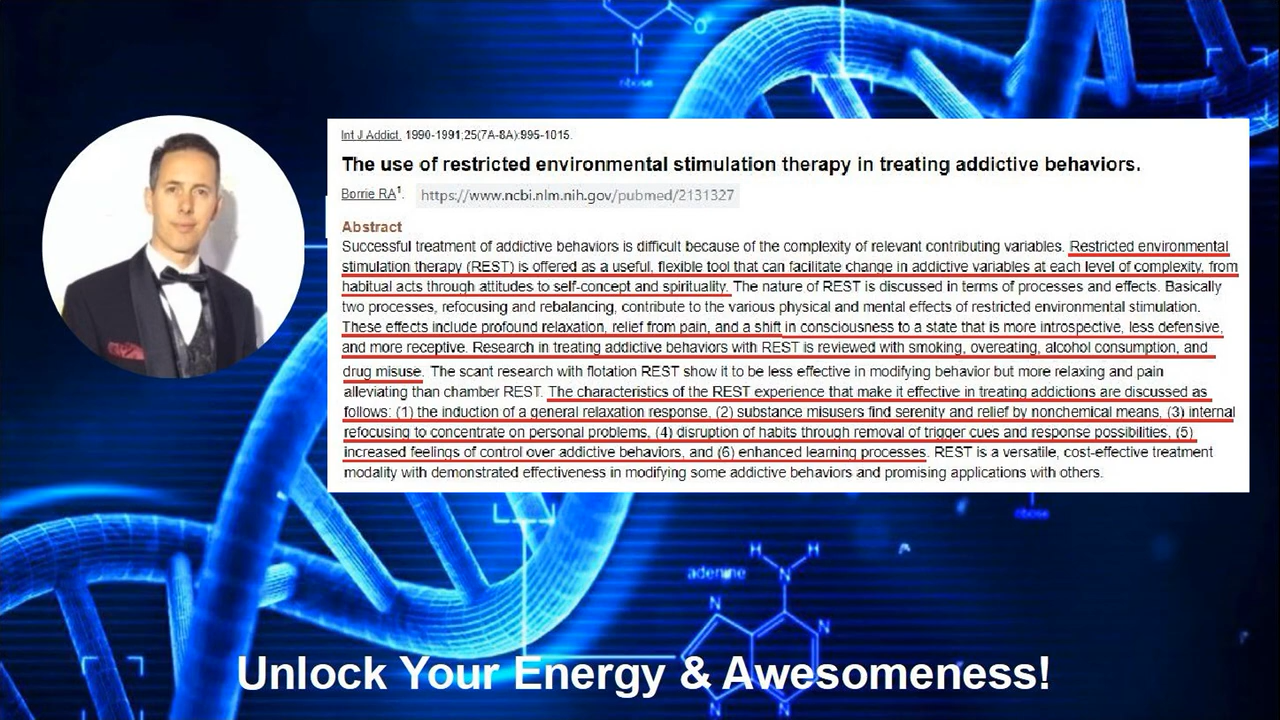 N
O
ribose
Int J Addict. 1990-1991;25(7A-8A):995-1015.
The use of restricted environmental stimulation therapy in treating addictive behaviors.
Borrie RA1. https://www.ncbi.nlm.nih.gov/pubmed/2131327
Abstract
Successful treatment of addictive behaviors is difficult because of the complexity of relevant contributing variables. Restricted environmental
stimulation therapy (REST) is offered as a useful, flexible tool that can facilitate change in addictive variables at each level of complexity, from
habitual acts through attitudes to self-concept and spirituality. The nature of REST is discussed in terms of processes and effects. Basically
two processes, refocusing and rebalancing, contribute to the various physical and mental effects of restricted environmental stimulation.
These effects include profound relaxation, relief from pain, and a shift in consciousness to a state that is more introspective, less defensive,
and more receptive. Research in treating addictive behaviors with REST is reviewed with smoking, overeating, alcohol consumption, and
drug misuse. The scant research with flotation REST show it to be less effective in modifying behavior but more relaxing and pain
alleviating than chamber REST. The characteristics of the REST experience that make it effective in treating addictions are discussed as
follows: (1) the induction of a general relaxation response, (2) substance misusers find serenity and relief by nonchemical means, (3) internal
refocusing to concentrate on personal problems, (4) disruption of habits through removal of trigger cues and response possibilities, (5)
increased feelings of control over addictive behaviors, and (6) enhanced learning processes. REST is a versatile, cost-effective treatment
modality with demonstrated effectiveness in modifying some addictive behaviors and promising applications with others.
ribose
H H
adenine N
N N
Unlock Your Energy & Awesomeness!
N N